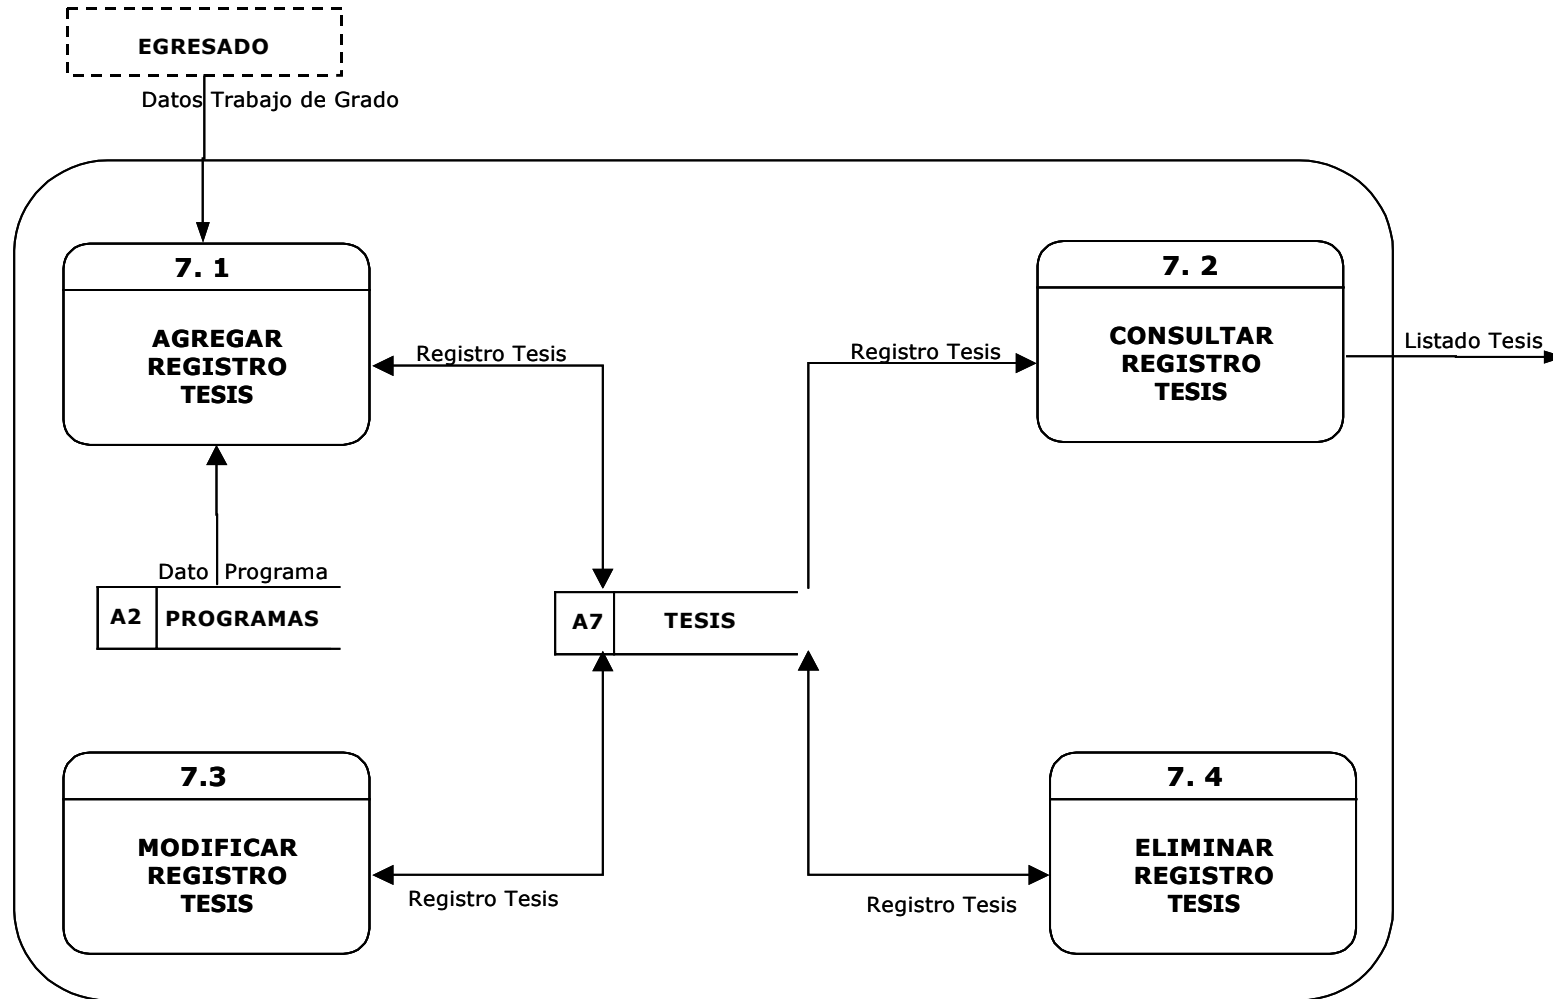 EGRESADO
Datos Trabajo de Grado
7. 1
AGREGAR
REGISTRO
TESIS
Registro Tesis
Registro Tesis
7. 2
CONSULTAR
REGISTRO
TESIS
Listado Tesis
Dato Programa
A2 PROGRAMAS
A7 TESIS
7.3
MODIFICAR
REGISTRO
TESIS
Registro Tesis
Registro Tesis
7. 4
ELIMINAR
REGISTRO
TESIS